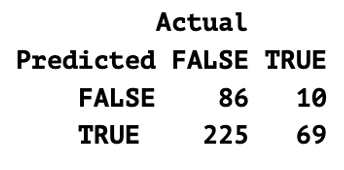 Actual
Predicted FALSE TRUE
FALSE 86 10
TRUE 225 69